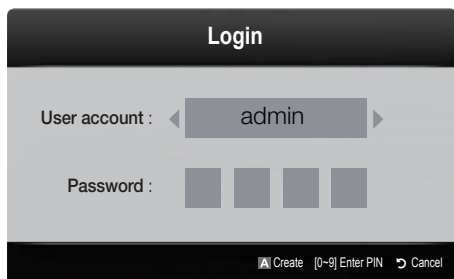 Login
User account : admin
Password :
A Create [0~9] Enter PIN Cancel